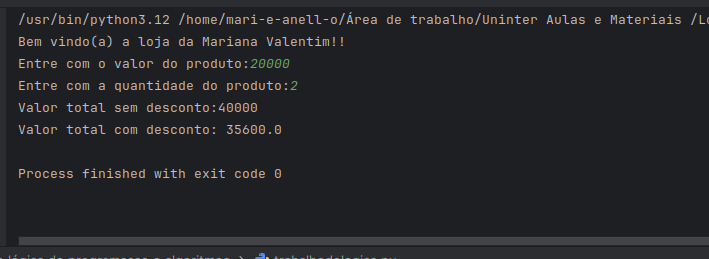 /usr/bin/python3.12 /home/mari-e-anell-o/Área de trabalho/Uninter Aulas e Materiais /Lo
Bem vindo(a) a loja da Mariana Valentim!!
Entre com o valor do produto:20000
Entre com a quantidade do produto:2
Valor total sem desconto:40000
Valor total com desconto: 35600.0
Process finished with exit code 0